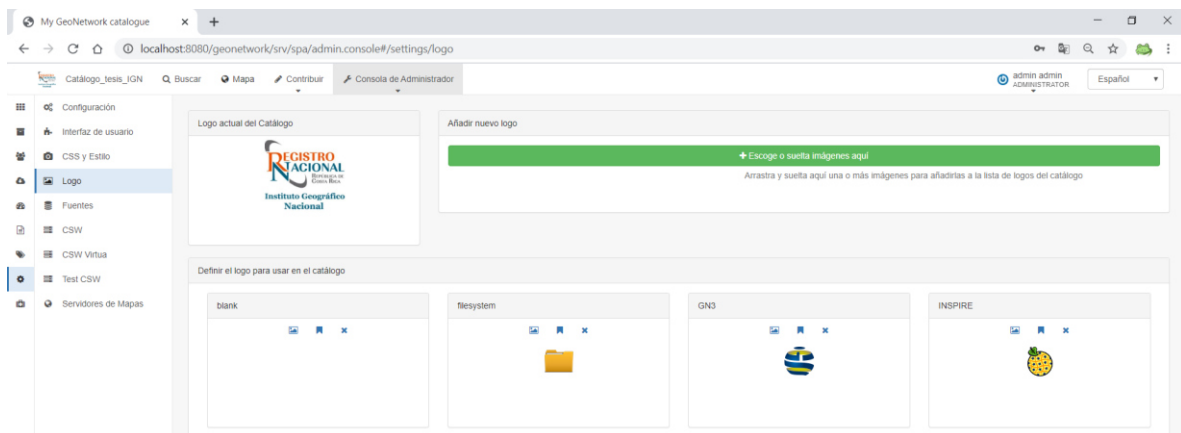 My GeoNetwork catalogue
localhost:8080/geonetwork/srv/spa/admin.console#/settings/logo
Catálogo_tesis_IGN Buscar Mapa Contribuir Consola de Administrador admin admin ADMINISTRATOR Español
Configuración
Interfaz de usuario
CSS y Estilo
Logo
Fuentes
CSW
CSW Virtua
Test CSW
Servidores de Mapas
Logo actual del Catálogo
REGISTRO
NACIONAL
REPÚBLICA DE
COSTA RICA
Instituto Geográfico
Nacional
Añadir nuevo logo
+ Escoge o suelta imágenes aquí
Arrastra y suelta aquí una o más imágenes para añadirlas a la lista de logos del catálogo
Definir el logo para usar en el catálogo
blank
filesystem
GN3
INSPIRE